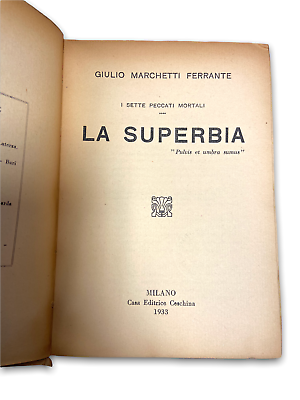 GIULIO MARCHETTI FERRANTE
I SETTE PECCATI MORTALI
LA SUPERBIA
"Pulvis et umbra sumus"
MILANO
Casa Editrice Ceschina
1933